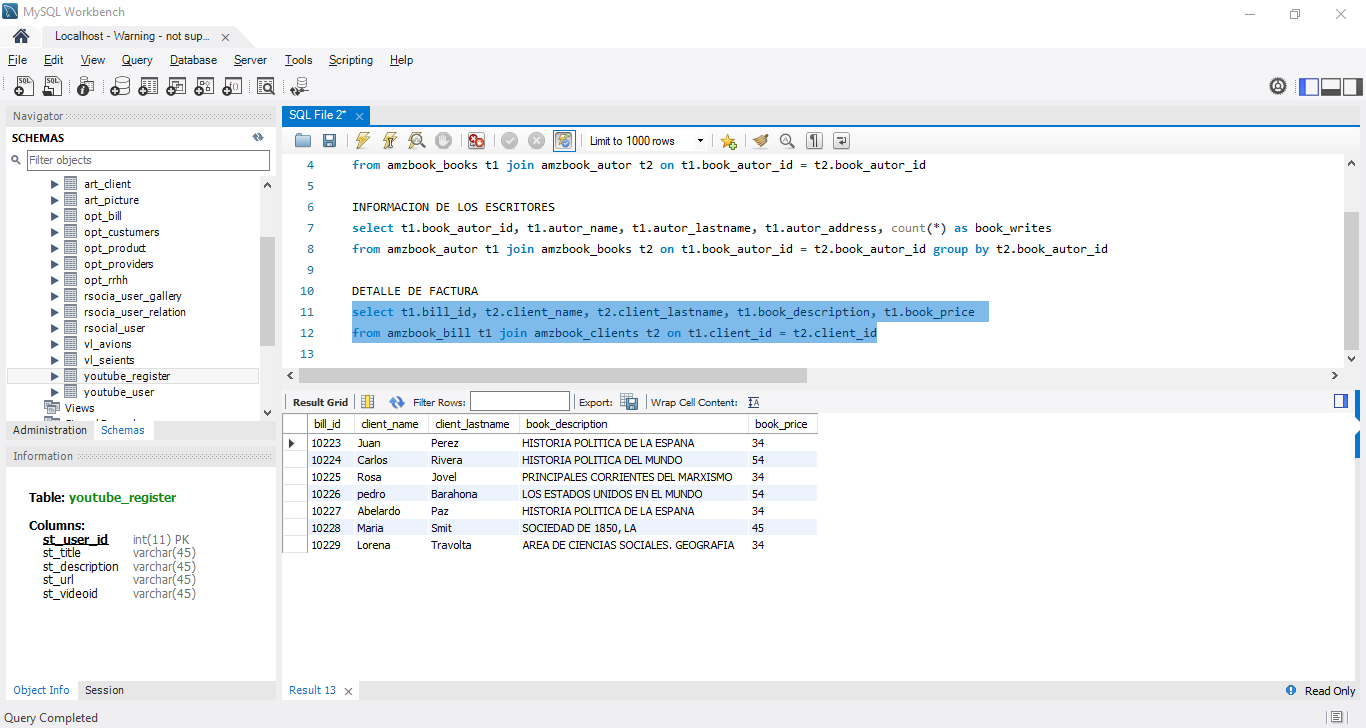 MySQL Workbench
Localhost - Warning - not sup...
File Edit View Query Database Server Tools Scripting Help
Navigator
SCHEMAS
Filter objects
art_client
art_picture
opt_bill
opt_custumers
opt_product
opt_providers
opt_rrhh
rsocia_user_gallery
rsocia_user_relation
rsocial_user
vl_avions
vl_seients
youtube_register
youtube_user
Views
Administration Schemas
Information
Table: youtube_register
Columns:
st_user_id int(11) PK
st_title varchar(45)
st_description varchar(45)
st_url varchar(45)
st_videoid varchar(45)
Object Info Session
SQL File 2*
Limit to 1000 rows
4 from amzbook_books t1 join amzbook_autor t2 on t1.book_autor_id = t2.book_autor_id
5
6 INFORMACION DE LOS ESCRITORES
7 select t1.book_autor_id, t1.autor_name, t1.autor_lastname, t1.autor_address, count(*) as book_writes
8 from amzbook_autor t1 join amzbook_books t2 on t1.book_autor_id = t2.book_autor_id group by t2.book_autor_id
9
10 DETALLE DE FACTURA
11 select t1.bill_id, t2.client_name, t2.client_lastname, t1.book_description, t1.book_price
12 from amzbook_bill t1 join amzbook_clients t2 on t1.client_id = t2.client_id
13
Result Grid Filter Rows: Export: Wrap Cell Content:
bill_id client_name client_lastname book_description book_price
10223 Juan Perez HISTORIA POLITICA DE LA ESPANA 34
10224 Carlos Rivera HISTORIA POLITICA DEL MUNDO 54
10225 Rosa Jovel PRINCIPALES CORRIENTES DEL MARXISMO 34
10226 pedro Barahona LOS ESTADOS UNIDOS EN EL MUNDO 54
10227 Abelardo Paz HISTORIA POLITICA DE LA ESPANA 34
10228 Maria Smit SOCIEDAD DE 1850, LA 45
10229 Lorena Travolta AREA DE CIENCIAS SOCIALES. GEOGRAFIA 34
Result 13
Read Only
Query Completed